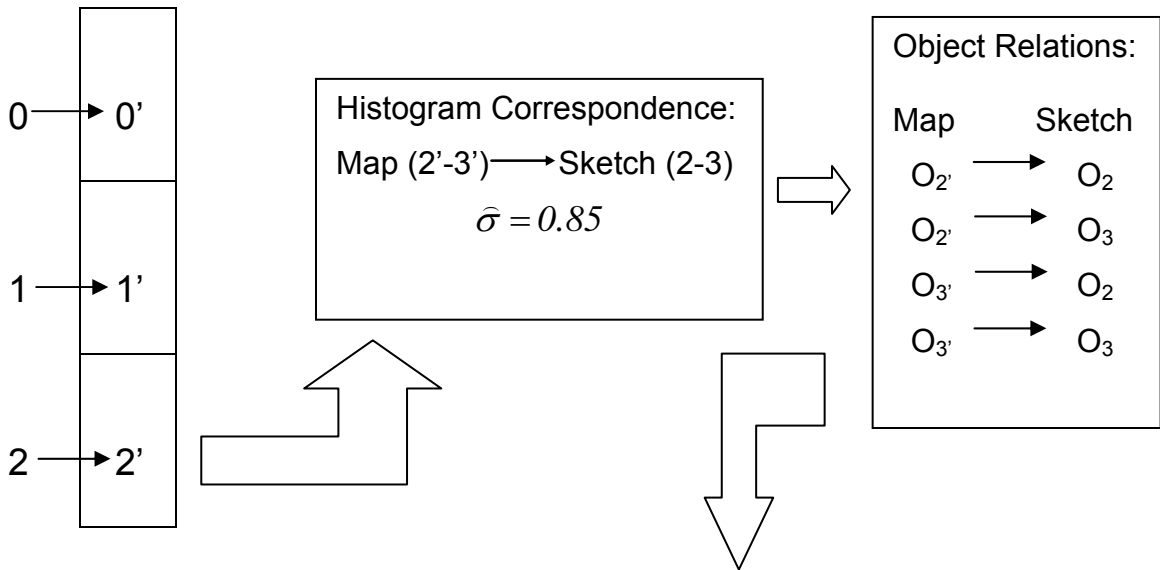 0 → 0’
1 → 1’
2 → 2’
Histogram Correspondence:
Map (2’-3’) → Sketch (2-3)
σ̂ = 0.85
Object Relations:
Map Sketch
O₂’ → O₂
O₂’ → O₃
O₃’ → O₂
O₃’ → O₃